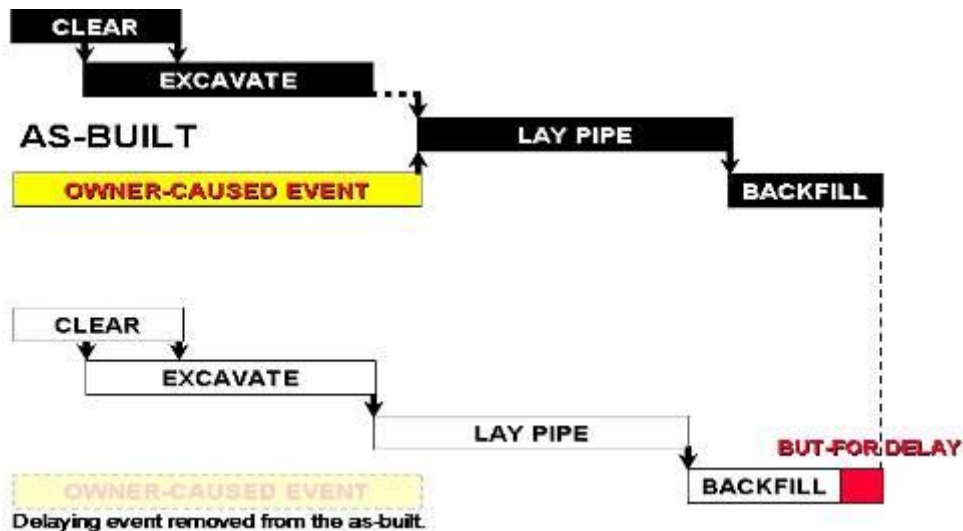 CLEAR
EXCAVATE
AS-BUILT
LAY PIPE
OWNER-CAUSED EVENT
BACKFILL
CLEAR
EXCAVATE
LAY PIPE
BUT-FOR DELAY
BACKFILL
OWNER-CAUSED EVENT
Delaying event removed from the as-built.